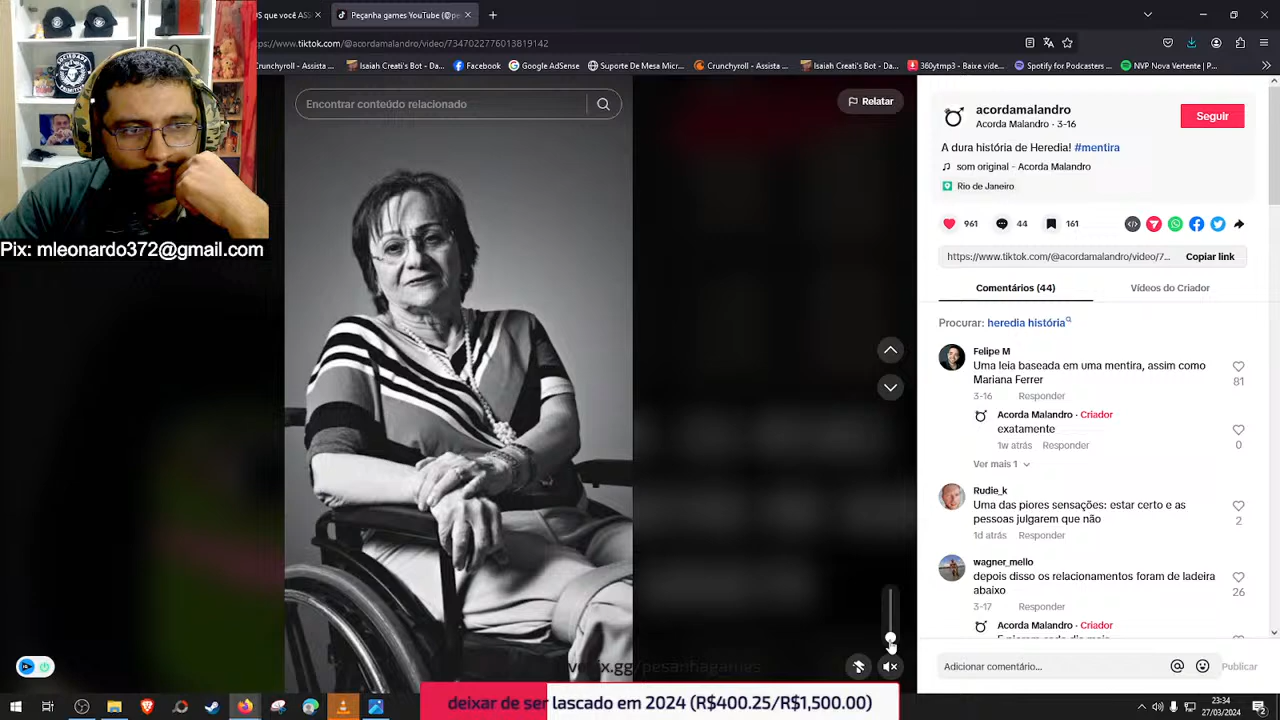 OS que você ASS
Peçanha games YouTube (@pe
ps://www.tiktok.com/@acordamalandro/video/7347022776013819142
Crunchyroll - Assista ...
Isaiah Creati's Bot - Da...
Facebook
Google AdSense
Suporte De Mesa Micr...
Crunchyroll - Assista ...
Isaiah Creati's Bot - Da...
360ytmp3 - Baixe víde...
Spotify for Podcasters ...
NVP Nova Vertente | P...
Encontrar conteúdo relacionado
Relatar
acordamalandro
Acorda Malandro · 3-16
Seguir
A dura história de Heredia! #mentira
som original - Acorda Malandro
Rio de Janeiro
961
44
161
https://www.tiktok.com/@acordamalandro/video/7...
Copiar link
Comentários (44)
Vídeos do Criador
Procurar: heredia história
Felipe M
Uma leia baseada em uma mentira, assim como
Mariana Ferrer
3-16 Responder
81
Acorda Malandro · Criador
exatamente
1w atrás Responder
0
Ver mais 1
Rudie_k
Uma das piores sensações: estar certo e as
pessoas julgarem que não
1d atrás Responder
2
wagner_mello
depois disso os relacionamentos foram de ladeira
abaixo
3-17 Responder
26
Acorda Malandro · Criador
Adicionar comentário...
Publicar
Pix: mleonardo372@gmail.com
deixar de ser lascado em 2024 (R$400.25/R$1,500.00)
23:34
27/03/2024